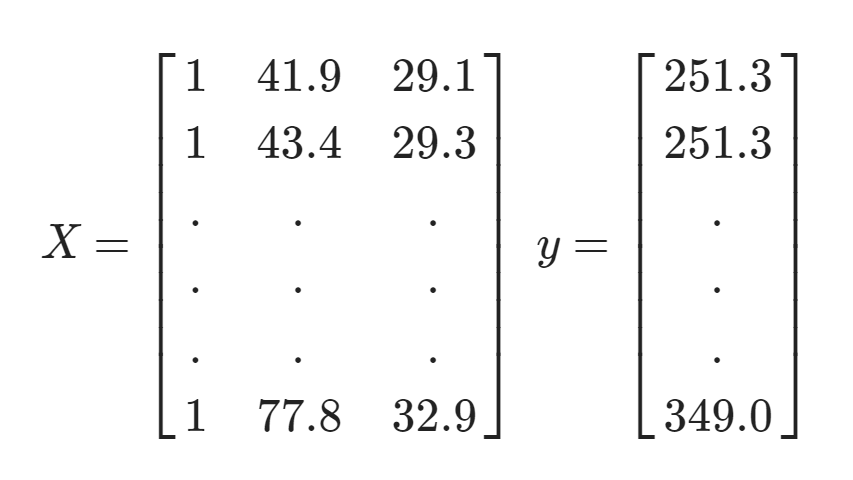 1 41.9 29.1 251.3
1 43.4 29.3 251.3
. . . .
X = y =
. . . .
. . . .
1 77.8 32.9 349.0